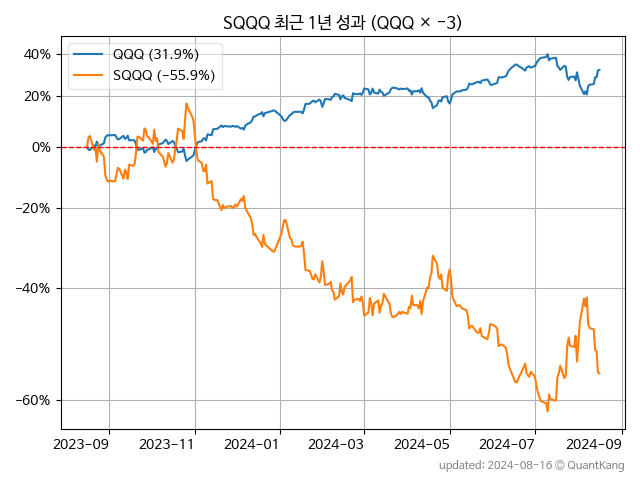 SQQQ 최근 1년 성과 (QQQ × −3)
QQQ (31.9%)
SQQQ (−55.9%)
40%
20%
0%
−20%
−40%
−60%
2023-09 2023-11 2024-01 2024-03 2024-05 2024-07 2024-09
updated: 2024-08-16 © QuantKang